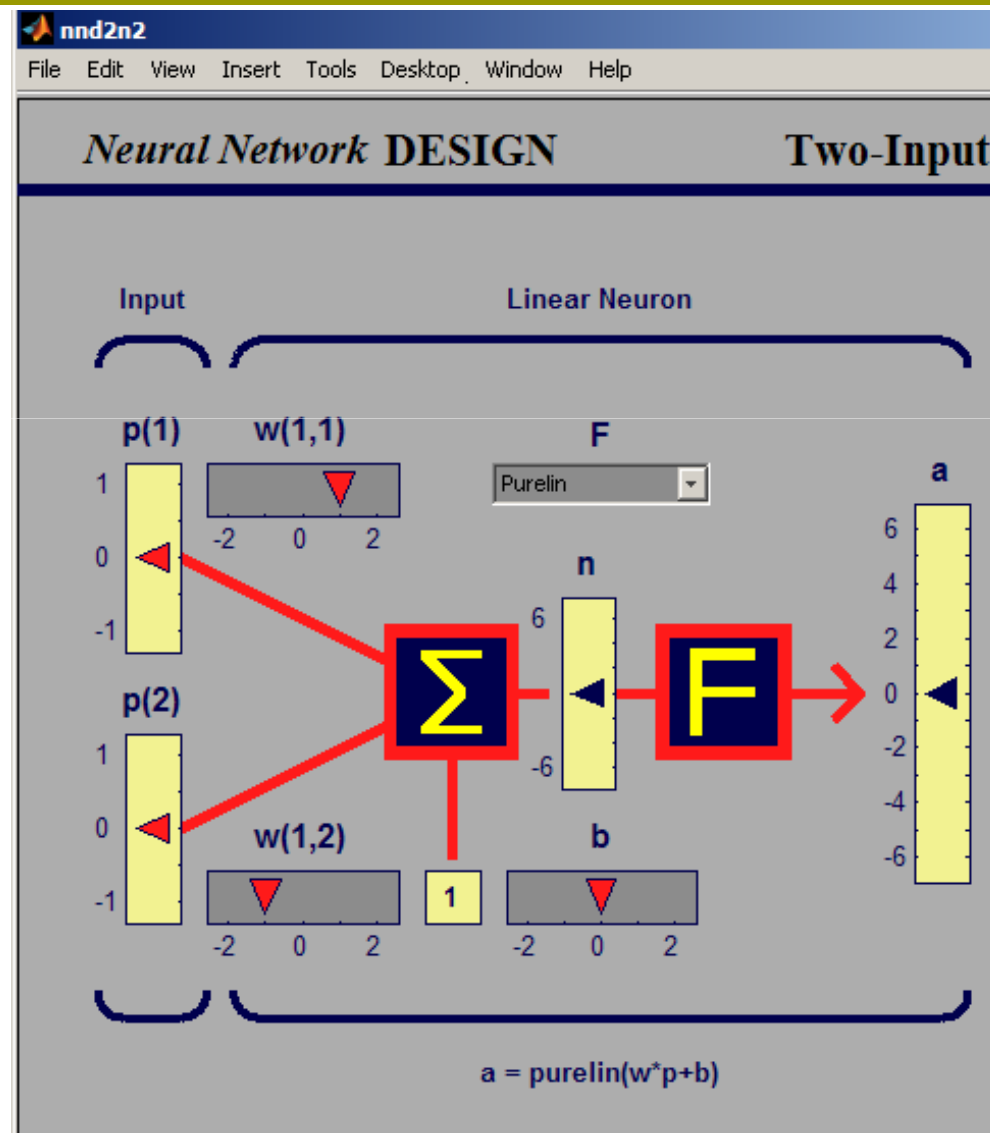 nnd2n2
File Edit View Insert Tools Desktop Window Help
Neural Network DESIGN Two-Input
Input Linear Neuron
p(1) w(1,1) F a
1
0
-1
-2 0 2
Purelin
n
6
-6
6
4
2
0
-2
-4
-6
Σ
F
p(2)
1
0
-1
w(1,2) b
-2 0 2
1
-2 0 2
a = purelin(w*p+b)